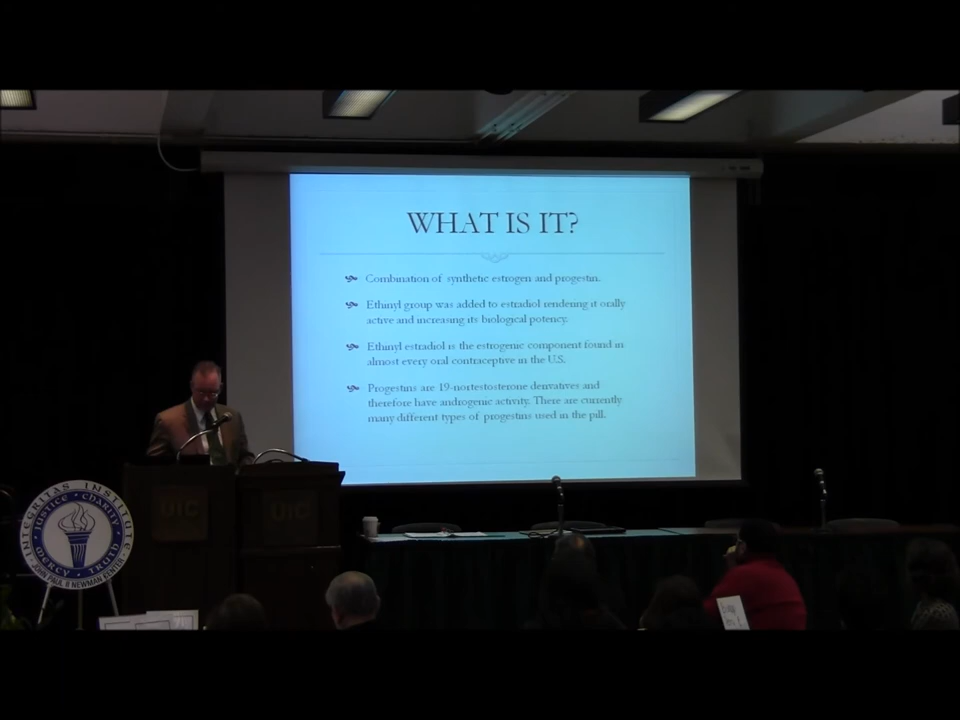 WHAT IS IT?
Combination of synthetic estrogen and progestin.
Ethinyl group was added to estradiol rendering it orally
active and increasing its biological potency.
Ethinyl estradiol is the estrogenic component found in
almost every oral contraceptive in the U.S.
Progestins are 19-nortestosterone derivatives and
therefore have androgenic activity. There are currently
many different types of progestins used in the pill.
UIC
UIC
INTEGRITAS INSTITUTE
JUSTICE · CHARITY
MERCY · TRUTH
JOHN PAUL II NEWMAN CENTER